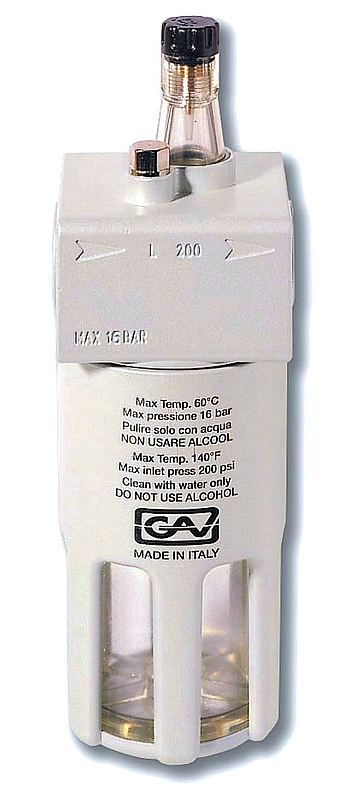 L 200
MAX 16 BAR
Max Temp. 60°C
Max pressione 16 bar
Pulire solo con acqua
NON USARE ALCOOL
Max Temp. 140°F
Max inlet press 200 psi
Clean with water only
DO NOT USE ALCOHOL
GAV
MADE IN ITALY